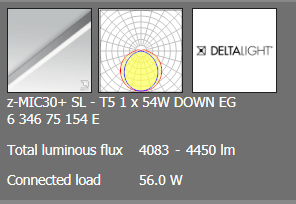 DELTALIGHT®
z-MIC30+ SL - T5 1 x 54W DOWN EG
6 346 75 154 E
Total luminous flux 4083 - 4450 lm
Connected load 56.0 W